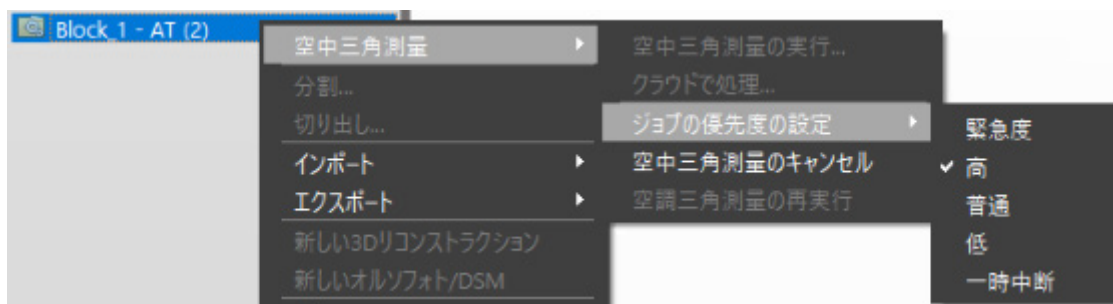 Block_1 - AT (2)
空中三角測量
分割...
切り出し...
インポート
エクスポート
新しい3Dリコンストラクション
新しいオルソフォト/DSM
空中三角測量の実行...
クラウドで処理...
ジョブの優先度の設定
空中三角測量のキャンセル
空調三角測量の再実行
緊急度
高
普通
低
一時中断